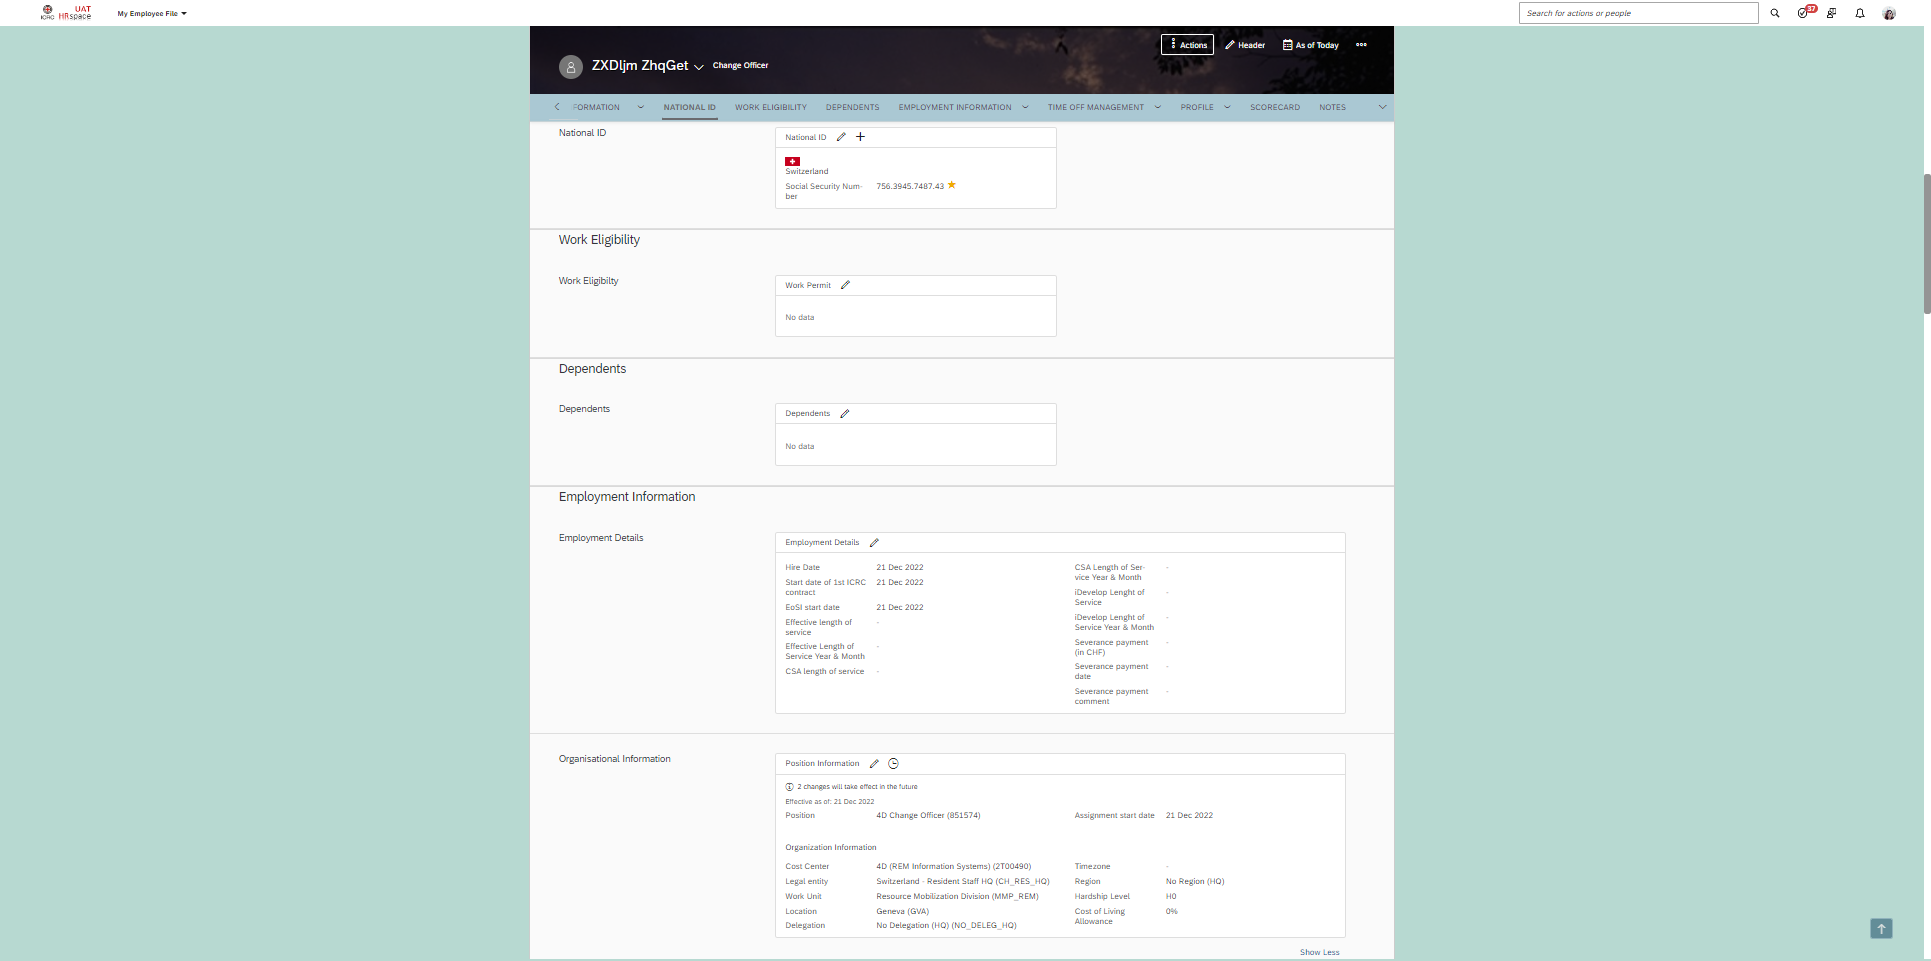 ICRC UAT HRspace My Employee File Search for actions or people 37
Actions Header As of Today
ZXDljm ZhqGet Change Officer
FORMATION NATIONAL ID WORK ELIGIBILITY DEPENDENTS EMPLOYMENT INFORMATION TIME OFF MANAGEMENT PROFILE SCORECARD NOTES
National ID
National ID
Switzerland
Social Security Num-
ber
756.3945.7487.43
Work Eligibility
Work Eligibilty
Work Permit
No data
Dependents
Dependents
Dependents
No data
Employment Information
Employment Details
Employment Details
Hire Date 21 Dec 2022
Start date of 1st ICRC
contract
21 Dec 2022
EoSI start date 21 Dec 2022
Effective length of
service
-
Effective Length of
Service Year & Month
-
CSA length of service -
CSA Length of Ser-
vice Year & Month
-
iDevelop Lenght of
Service
-
iDevelop Lenght of
Service Year & Month
-
Severance payment
(in CHF)
-
Severance payment
date
-
Severance payment
comment
-
Organisational Information
Position Information
2 changes will take effect in the future
Effective as of: 21 Dec 2022
Position 4D Change Officer (851574) Assignment start date 21 Dec 2022
Organization Information
Cost Center 4D (REM Information Systems) (2T00490)
Legal entity Switzerland - Resident Staff HQ (CH_RES_HQ)
Work Unit Resource Mobilization Division (MMP_REM)
Location Geneva (GVA)
Delegation No Delegation (HQ) (NO_DELEG_HQ)
Timezone -
Region No Region (HQ)
Hardship Level H0
Cost of Living
Allowance
0%
Show Less